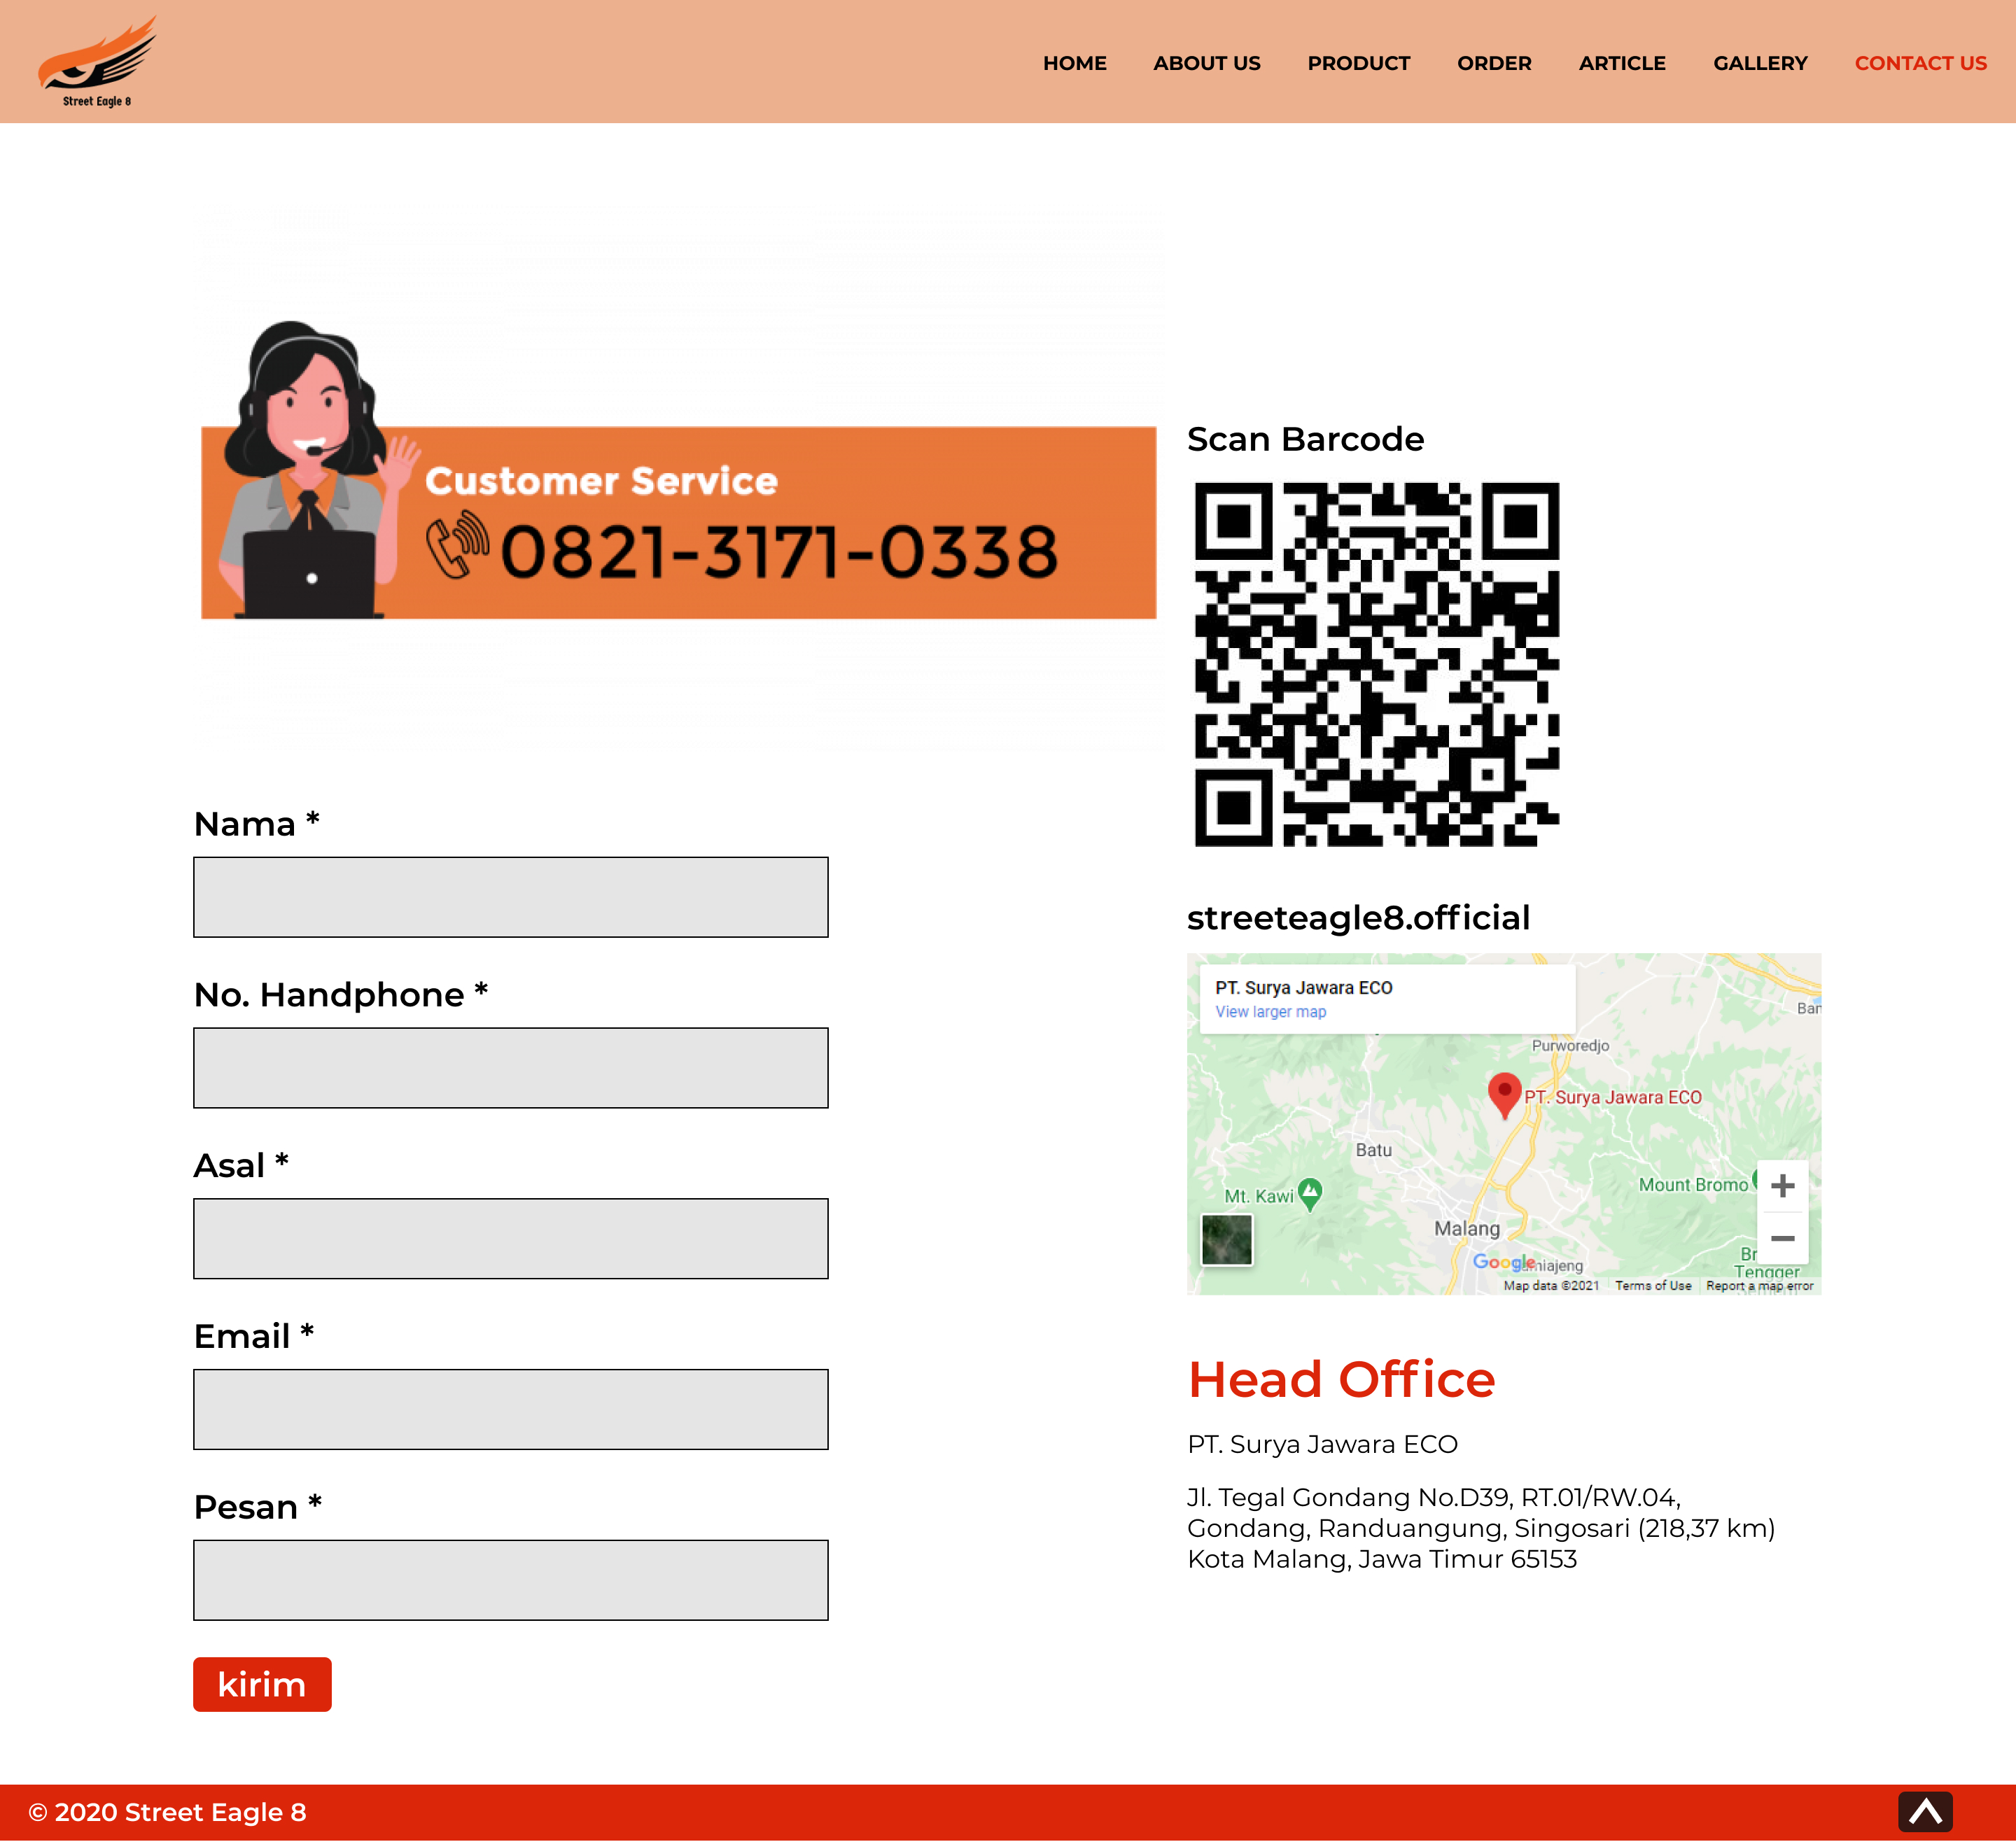 Street Eagle 8
HOME
ABOUT US
PRODUCT
ORDER
ARTICLE
GALLERY
CONTACT US
Customer Service
0821-3171-0338
Nama *
No. Handphone *
Asal *
Email *
Pesan *
kirim
Scan Barcode
streeteagle8.official
PT. Surya Jawara ECO
View larger map
Purworedjo
PT. Surya Jawara ECO
Batu
Mt. Kawi
Mount Bromo
Malang
Google
Tengger
Map data ©2021
Terms of Use
Report a map error
Head Office
PT. Surya Jawara ECO
Jl. Tegal Gondang No.D39, RT.01/RW.04,
Gondang, Randuangung, Singosari (218,37 km)
Kota Malang, Jawa Timur 65153
© 2020 Street Eagle 8